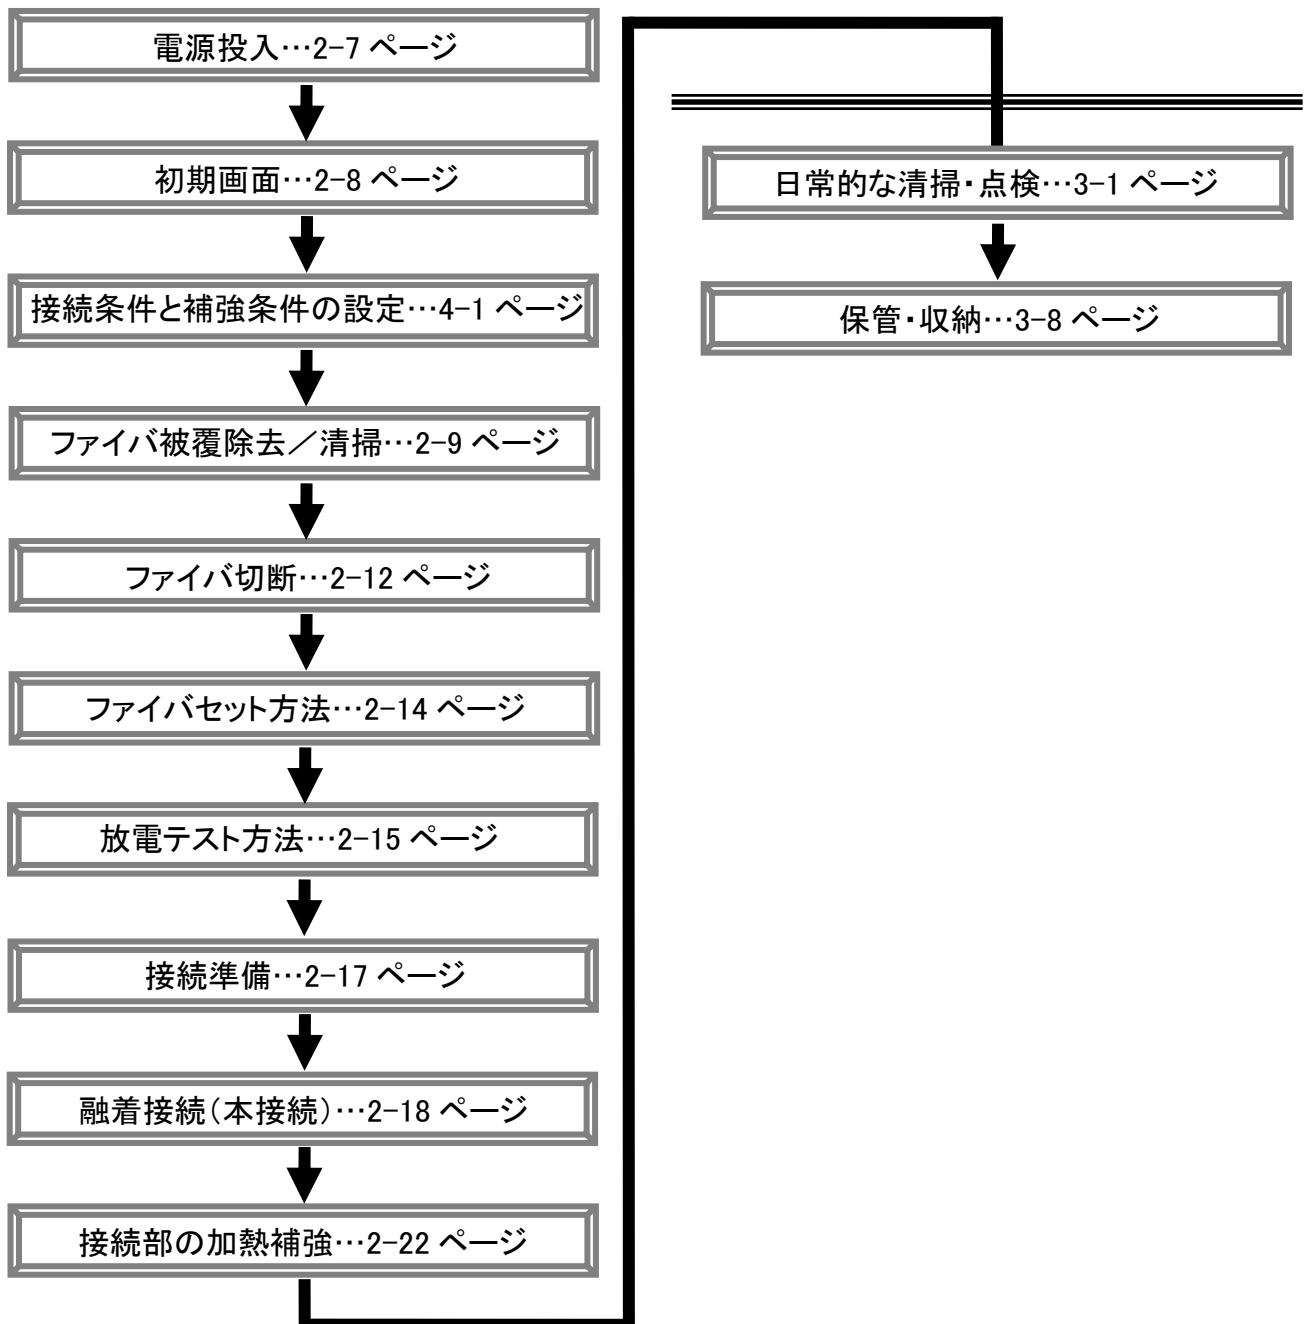 電源投入…2-7 ページ
初期画面…2-8 ページ
接続条件と補強条件の設定…4-1 ページ
ファイバ被覆除去／清掃…2-9 ページ
ファイバ切断…2-12 ページ
ファイバセット方法…2-14 ページ
放電テスト方法…2-15 ページ
接続準備…2-17 ページ
融着接続（本接続）…2-18 ページ
接続部の加熱補強…2-22 ページ
日常的な清掃・点検…3-1 ページ
保管・収納…3-8 ページ